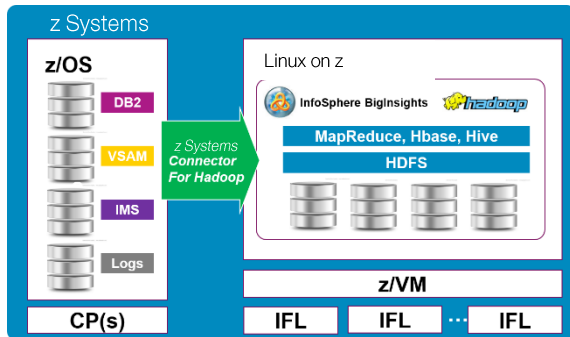 z Systems
z/OS
DB2
VSAM
IMS
Logs
CP(s)
z Systems
Connector
For Hadoop
Linux on z
InfoSphere BigInsights
hadoop
MapReduce, Hbase, Hive
HDFS
z/VM
IFL
IFL
...
IFL